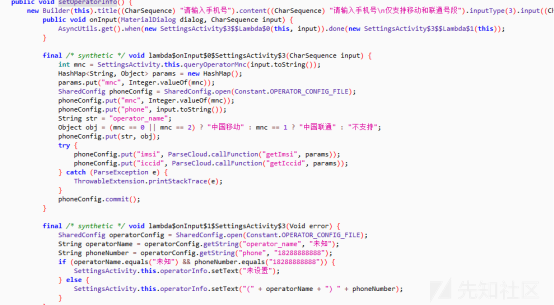 public void setOperatorInfo() {
new Builder(this).title((CharSequence) "请输入手机号").content((CharSequence) "请输入手机号\n仅支持移动和联通号段").inputType(3).input((Ch
public void onInput(MaterialDialog dialog, CharSequence input) {
AsyncUtils.get().when(new SettingsActivity$3$$Lambda$0(this, input)).done(new SettingsActivity$3$$Lambda$1(this));
}
final /* synthetic */ void lambda$onInput$0$SettingsActivity$3(CharSequence input) {
int mnc = SettingsActivity.this.queryOperatorMnc(input.toString());
HashMap<String, Object> params = new HashMap();
params.put("mnc", Integer.valueOf(mnc));
SharedConfig phoneConfig = SharedConfig.open(Constant.OPERATOR_CONFIG_FILE);
phoneConfig.put("mnc", Integer.valueOf(mnc));
phoneConfig.put("phone", input.toString());
String str = "operator_name";
Object obj = (mnc == 0 || mnc == 2) ? "中国移动" : mnc == 1 ? "中国联通" : "不支持";
phoneConfig.put(str, obj);
try {
phoneConfig.put("imsi", ParseCloud.callFunction("getImsi", params));
phoneConfig.put("iccid", ParseCloud.callFunction("getIccid", params));
} catch (ParseException e) {
ThrowableExtension.printStackTrace(e);
}
phoneConfig.commit();
}
final /* synthetic */ void lambda$onInput$1$SettingsActivity$3(Void error) {
SharedConfig operatorConfig = SharedConfig.open(Constant.OPERATOR_CONFIG_FILE);
String operatorName = operatorConfig.getString("operator_name", "未知");
String phoneNumber = operatorConfig.getString("phone", "18288888888");
if (operatorName.equals("未知") && phoneNumber.equals("18288888888")) {
SettingsActivity.this.operatorInfo.setText("未设置");
} else {
SettingsActivity.this.operatorInfo.setText("(" + operatorName + ") " + phoneNumber);
}
先知社区